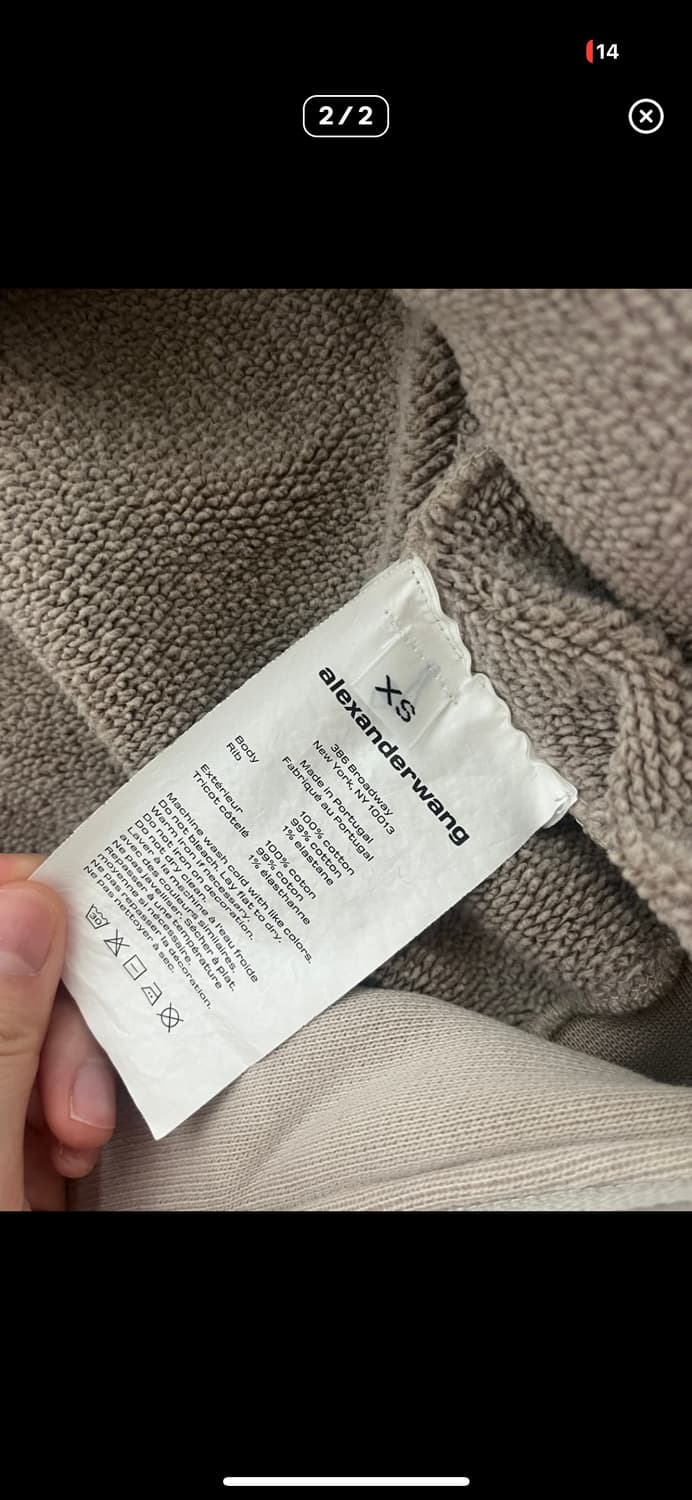 14
2/2
XS
alexanderwang
386 Broadway
New York, NY 10013
Made in Portugal
Fabriqué au Portugal
Body 100% cotton
Rib 99% cotton
1% elastane
Extérieur 100% coton
Tricot côtelé 99% coton
1% élasthanne
Machine wash cold with like colors.
Do not bleach. Lay flat to dry.
Warm iron if necessary.
Do not iron on decoration.
Do not dry clean.
Laver à la machine à l'eau froide
avec des couleurs similaires.
Ne pas javelliser. Sécher à plat.
Repasser à une température
moyenne si nécessaire.
Ne pas repasser la décoration.
Ne pas nettoyer à sec.
30